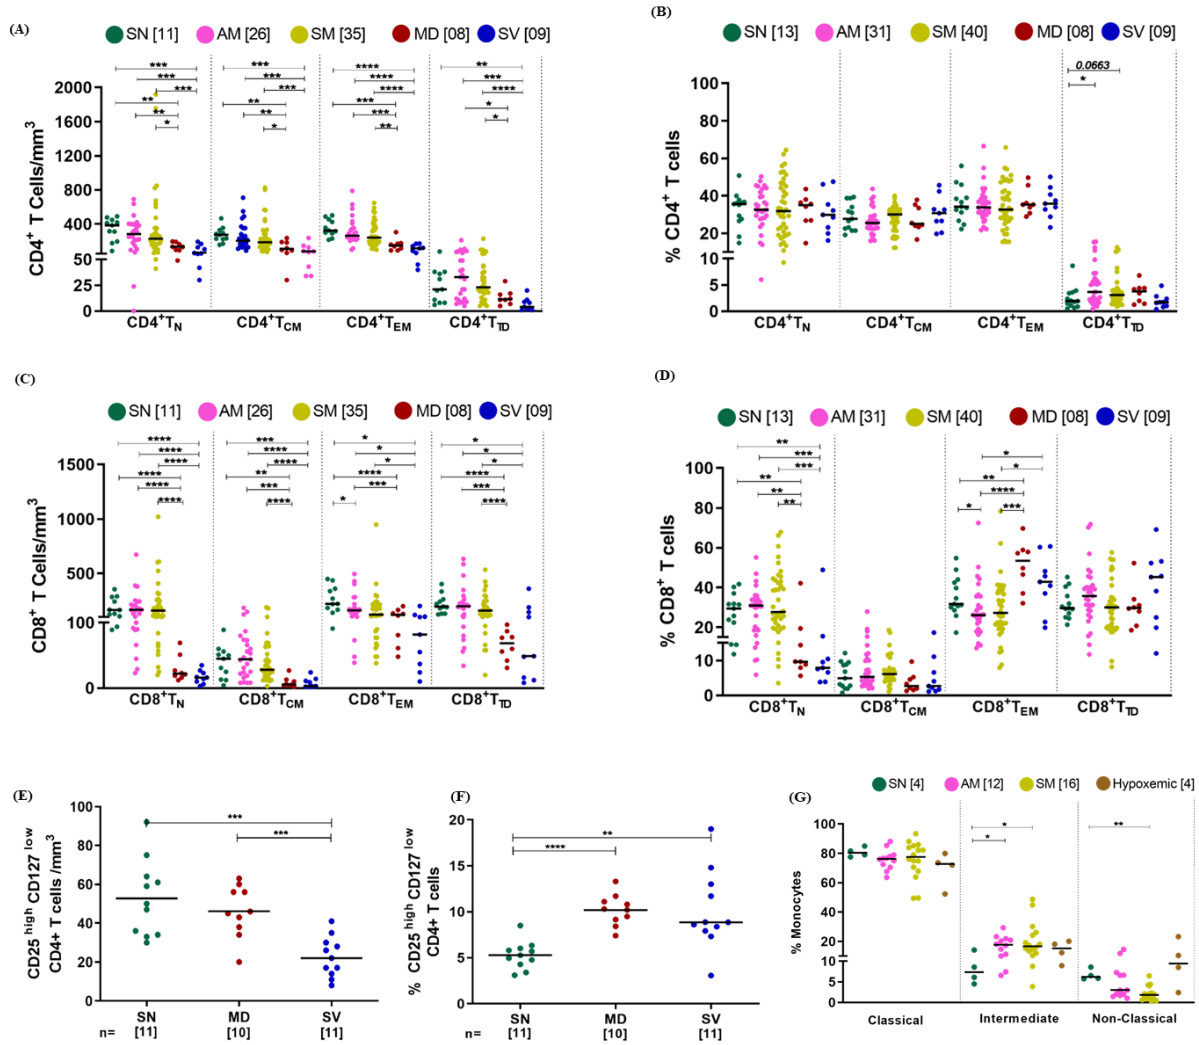 (A)
SN [11] AM [26] SM [35] MD [08] SV [09]
*** *** **** **
*** *** **** ***
*** *** **** ****
** ** *** *
** ** *** *
* * **
CD4+ T Cells/mm3
2000
1600
1200
800
400
50
25
0
CD4+TN CD4+TCM CD4+TEM CD4+TTD
(B)
SN [13] AM [31] SM [40] MD [08] SV [09]
0.0663
*
% CD4+ T cells
100
80
60
40
20
10
5
0
CD4+TN CD4+TCM CD4+TEM CD4+TTD
(C)
SN [11] AM [26] SM [35] MD [08] SV [09]
**** *** * *
**** **** * *
**** **** * *
**** ** **** ****
**** *** *** ***
**** **** * ****
CD8+ T Cells/mm3
1500
1000
500
100
0
CD8+TN CD8+TCM CD8+TEM CD8+TTD
(D)
SN [13] AM [31] SM [40] MD [08] SV [09]
** *
*** *
*** **
** ****
** *
** ***
% CD8+ T cells
100
80
60
40
20
10
0
CD8+TN CD8+TCM CD8+TEM CD8+TTD
(E)
CD25 high CD127 low
CD4+ T cells /mm3
100
80
60
40
20
0
***
***
SN MD SV
n= [11] [10] [11]
(F)
% CD25 high CD127 low
CD4+ T cells
20
15
10
5
0
**
****
SN MD SV
n= [11] [10] [11]
(G)
SN [4] AM [12] SM [16] Hypoxemic [4]
* **
*
% Monocytes
100
80
60
40
20
10
5
0
Classical Intermediate Non-Classical